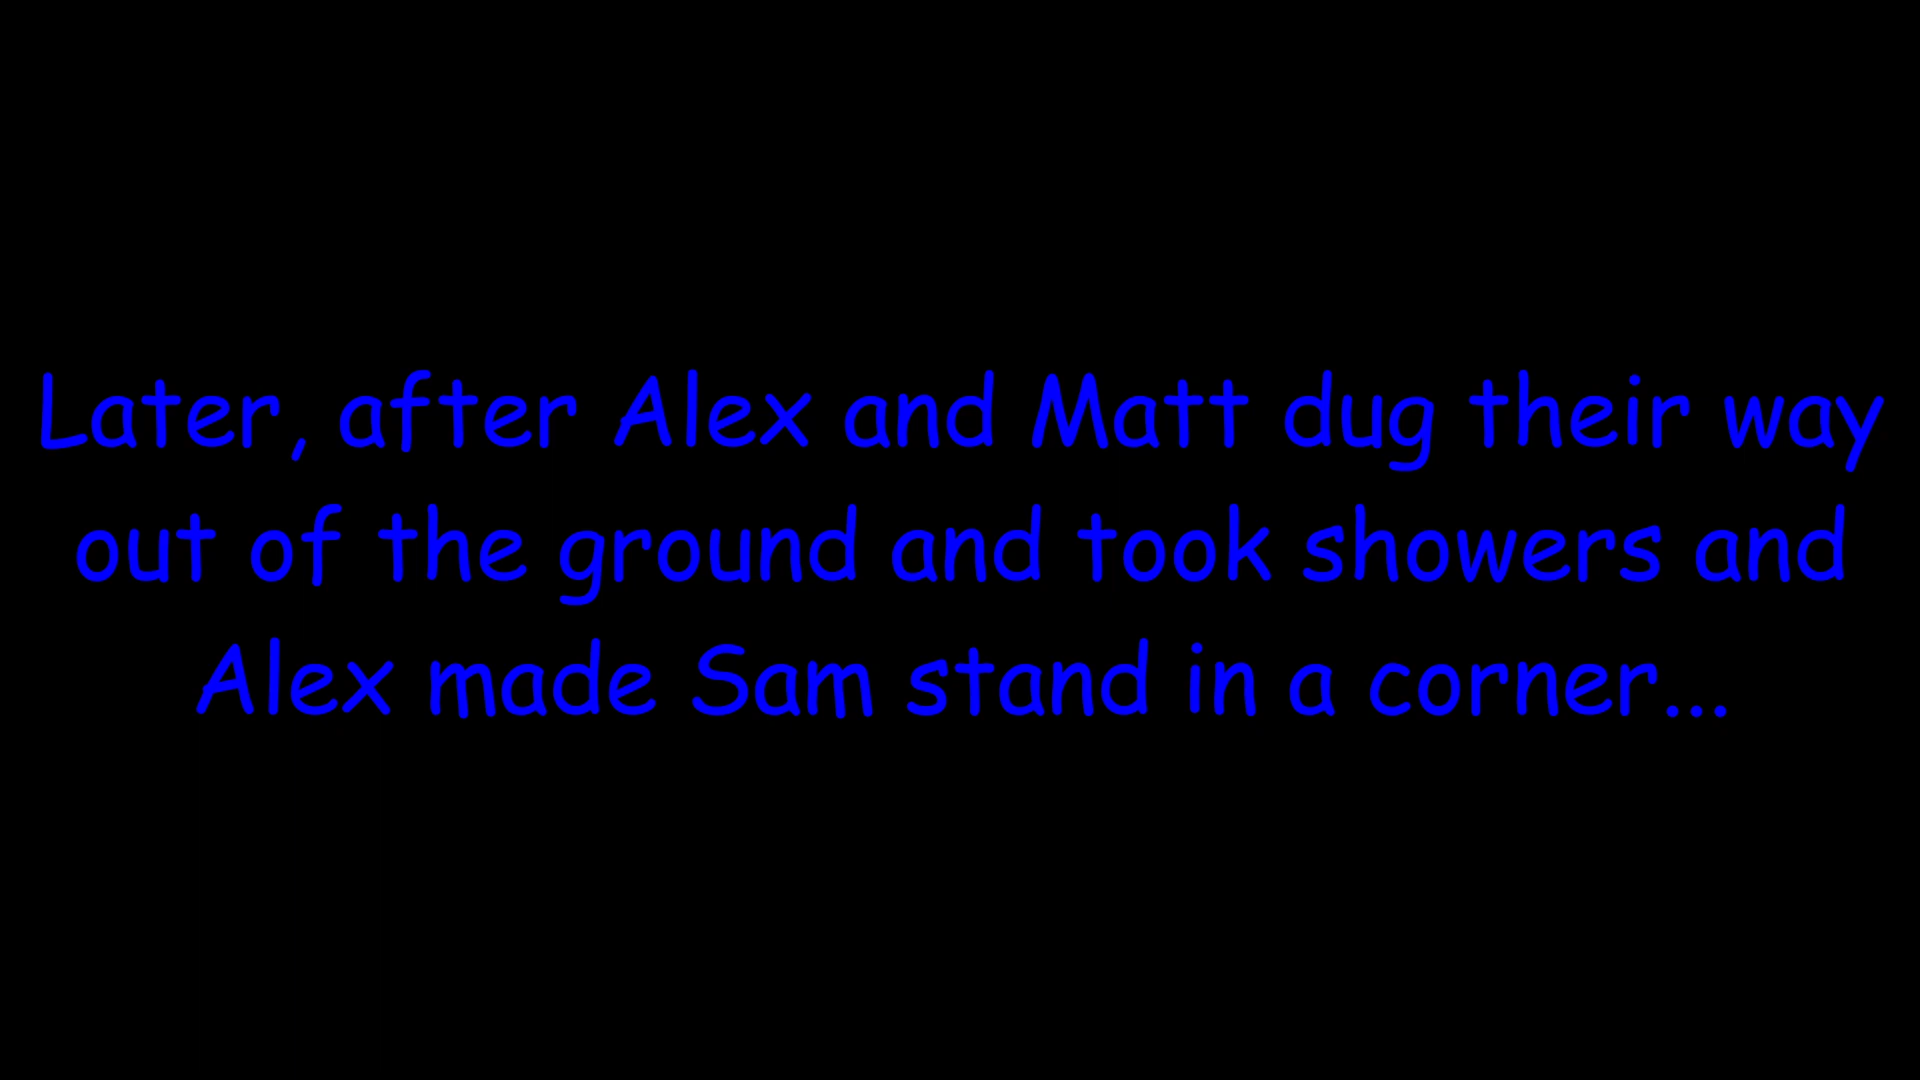 Later, after Alex and Matt dug their way
out of the ground and took showers and
Alex made Sam stand in a corner...